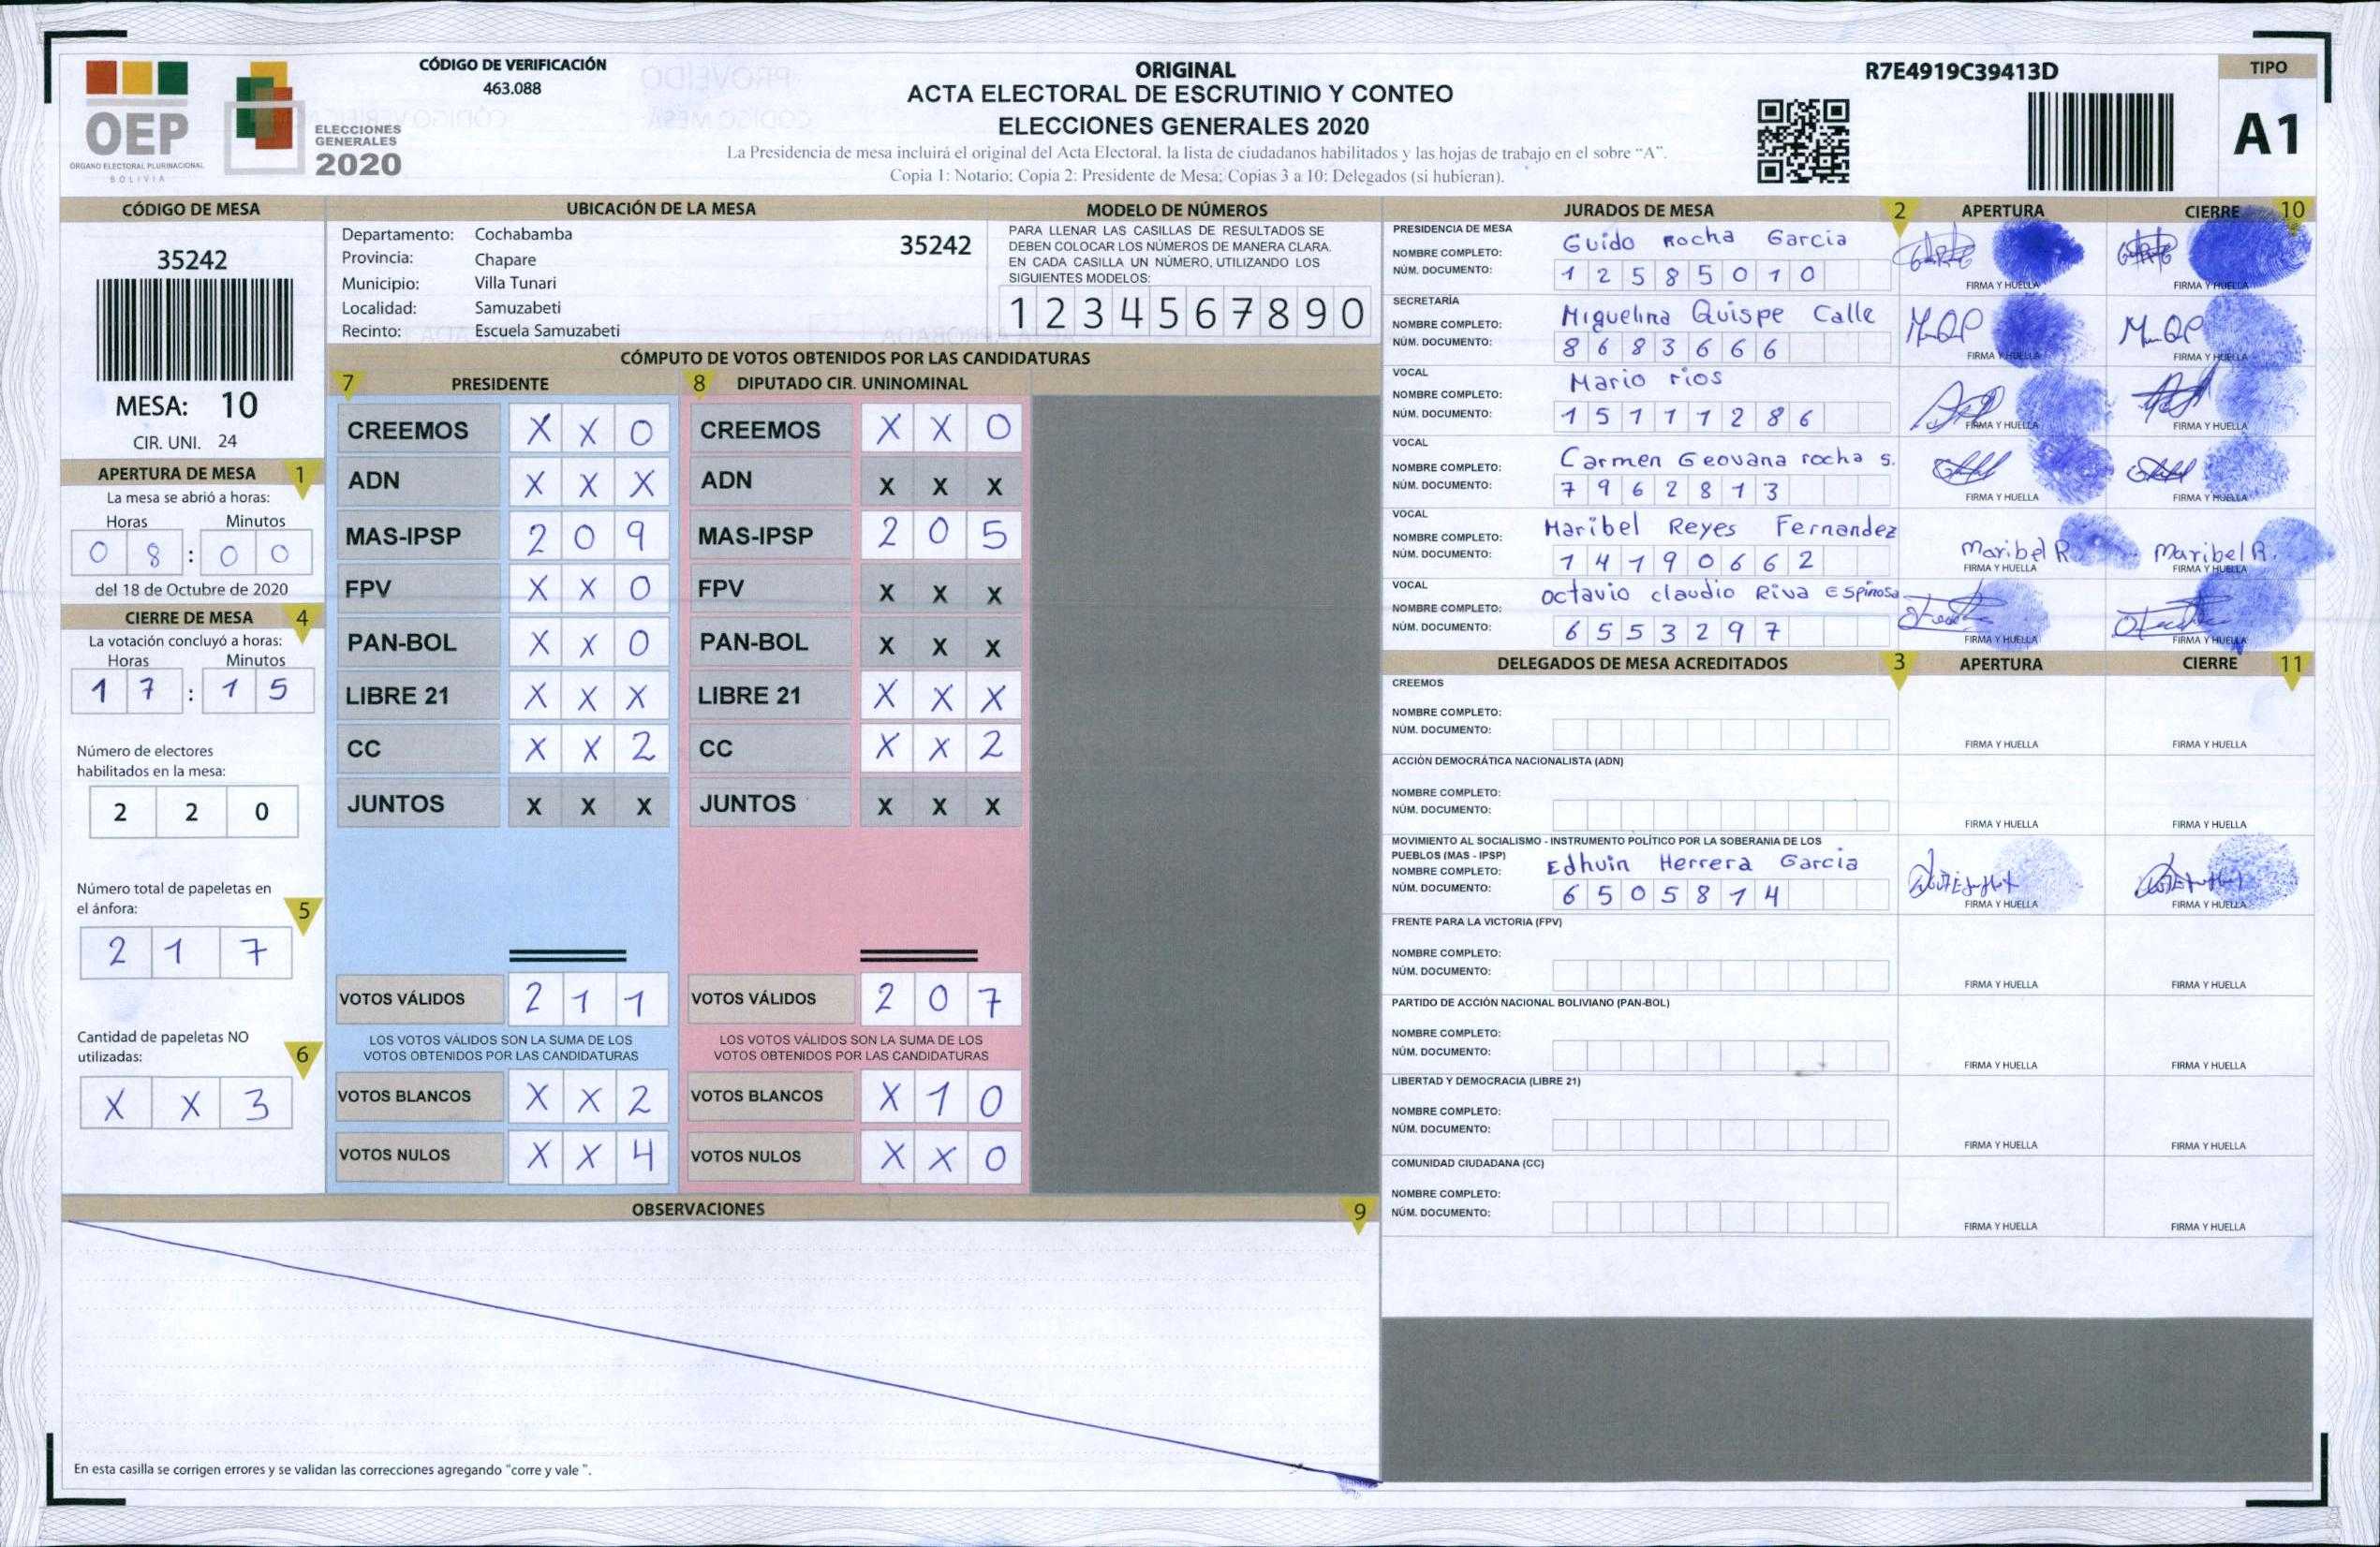 CÓDIGO DE VERIFICACIÓN
463.088
OEP
ÓRGANO ELECTORAL PLURINACIONAL
BOLIVIA
ELECCIONES
GENERALES
2020
ORIGINAL
ACTA ELECTORAL DE ESCRUTINIO Y CONTEO
ELECCIONES GENERALES 2020
La Presidencia de mesa incluirá el original del Acta Electoral, la lista de ciudadanos habilitados y las hojas de trabajo en el sobre "A".
Copia 1: Notario; Copia 2: Presidente de Mesa; Copias 3 a 10: Delegados (si hubieran).
R7E4919C39413D
TIPO
A1
CÓDIGO DE MESA
35242
MESA: 10
CIR. UNI. 24
APERTURA DE MESA 1
La mesa se abrió a horas:
Horas Minutos
0 8 : 0 0
del 18 de Octubre de 2020
CIERRE DE MESA 4
La votación concluyó a horas:
Horas Minutos
1 7 : 1 5
Número de electores
habilitados en la mesa:
2 2 0
Número total de papeletas en
el ánfora: 5
2 1 7
Cantidad de papeletas NO
utilizadas: 6
X X 3
UBICACIÓN DE LA MESA
Departamento: Cochabamba
35242
Provincia: Chapare
Municipio: Villa Tunari
Localidad: Samuzabeti
Recinto: Escuela Samuzabeti
MODELO DE NÚMEROS
PARA LLENAR LAS CASILLAS DE RESULTADOS SE
DEBEN COLOCAR LOS NÚMEROS DE MANERA CLARA.
EN CADA CASILLA UN NÚMERO, UTILIZANDO LOS
SIGUIENTES MODELOS:
1 2 3 4 5 6 7 8 9 0
CÓMPUTO DE VOTOS OBTENIDOS POR LAS CANDIDATURAS
7 PRESIDENTE
CREEMOS X X 0
ADN X X X
MAS-IPSP 2 0 9
FPV X X 0
PAN-BOL X X 0
LIBRE 21 X X X
CC X X 2
JUNTOS X X X
VOTOS VÁLIDOS 2 1 1
LOS VOTOS VÁLIDOS SON LA SUMA DE LOS
VOTOS OBTENIDOS POR LAS CANDIDATURAS
VOTOS BLANCOS X X 2
VOTOS NULOS X X 4
8 DIPUTADO CIR. UNINOMINAL
CREEMOS X X 0
ADN X X X
MAS-IPSP 2 0 5
FPV X X X
PAN-BOL X X X
LIBRE 21 X X X
CC X X 2
JUNTOS X X X
VOTOS VÁLIDOS 2 0 7
LOS VOTOS VÁLIDOS SON LA SUMA DE LOS
VOTOS OBTENIDOS POR LAS CANDIDATURAS
VOTOS BLANCOS X 1 0
VOTOS NULOS X X 0
OBSERVACIONES 9
En esta casilla se corrigen errores y se validan las correcciones agregando "corre y vale ".
JURADOS DE MESA 2 APERTURA CIERRE 10
PRESIDENCIA DE MESA
NOMBRE COMPLETO: Guido Rocha Garcia
NÚM. DOCUMENTO: 1 2 5 8 5 0 1 0
FIRMA Y HUELLA FIRMA Y HUELLA
SECRETARÍA
NOMBRE COMPLETO: Miguelina Quispe Calle
NÚM. DOCUMENTO: 8 6 8 3 6 6 6
FIRMA Y HUELLA FIRMA Y HUELLA
VOCAL
NOMBRE COMPLETO: Mario rios
NÚM. DOCUMENTO: 1 5 1 1 1 2 8 6
FIRMA Y HUELLA FIRMA Y HUELLA
VOCAL
NOMBRE COMPLETO: Carmen Geovana rocha s.
NÚM. DOCUMENTO: 7 9 6 2 8 1 3
FIRMA Y HUELLA FIRMA Y HUELLA
VOCAL
NOMBRE COMPLETO: Maribel Reyes Fernandez
NÚM. DOCUMENTO: 1 4 1 9 0 6 6 2
Maribel R. Maribel R.
FIRMA Y HUELLA FIRMA Y HUELLA
VOCAL
NOMBRE COMPLETO: octavio claudio Riva Espinosa
NÚM. DOCUMENTO: 6 5 5 3 2 9 7
FIRMA Y HUELLA FIRMA Y HUELLA
DELEGADOS DE MESA ACREDITADOS 3 APERTURA CIERRE 11
CREEMOS
NOMBRE COMPLETO:
NÚM. DOCUMENTO:
FIRMA Y HUELLA FIRMA Y HUELLA
ACCIÓN DEMOCRÁTICA NACIONALISTA (ADN)
NOMBRE COMPLETO:
NÚM. DOCUMENTO:
FIRMA Y HUELLA FIRMA Y HUELLA
MOVIMIENTO AL SOCIALISMO - INSTRUMENTO POLÍTICO POR LA SOBERANIA DE LOS
PUEBLOS (MAS - IPSP)
NOMBRE COMPLETO: Edhuin Herrera Garcia
NÚM. DOCUMENTO: 6 5 0 5 8 1 4
FIRMA Y HUELLA FIRMA Y HUELLA
FRENTE PARA LA VICTORIA (FPV)
NOMBRE COMPLETO:
NÚM. DOCUMENTO:
FIRMA Y HUELLA FIRMA Y HUELLA
PARTIDO DE ACCIÓN NACIONAL BOLIVIANO (PAN-BOL)
NOMBRE COMPLETO:
NÚM. DOCUMENTO:
FIRMA Y HUELLA FIRMA Y HUELLA
LIBERTAD Y DEMOCRACIA (LIBRE 21)
NOMBRE COMPLETO:
NÚM. DOCUMENTO:
FIRMA Y HUELLA FIRMA Y HUELLA
COMUNIDAD CIUDADANA (CC)
NOMBRE COMPLETO:
NÚM. DOCUMENTO:
FIRMA Y HUELLA FIRMA Y HUELLA